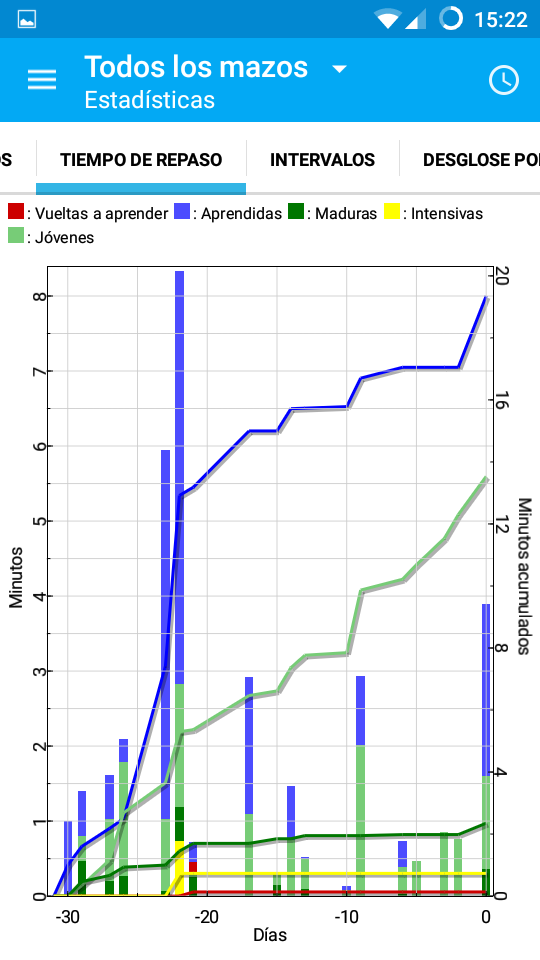 15:22
Todos los mazos
Estadísticas
S TIEMPO DE REPASO INTERVALOS DESGLOSE PO
: Vueltas a aprender : Aprendidas : Maduras : Intensivas
: Jóvenes
Minutos
8
7
6
5
4
3
2
1
0
20
16
12
8
4
0
Minutos acumulados
-30 -20 -10 0
Días